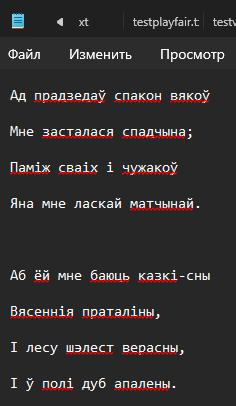 xt
testplayfair.t
testv
Файл Изменить Просмотр
Ад прадзедаў спакон вякоў
Мне засталася спадчына;
Паміж сваіх і чужакоў
Яна мне ласкай матчынай.
Аб ёй мне баюць казкі-сны
Вясеннія праталіны,
І лесу шэлест верасны,
І ў полі дуб апалены.